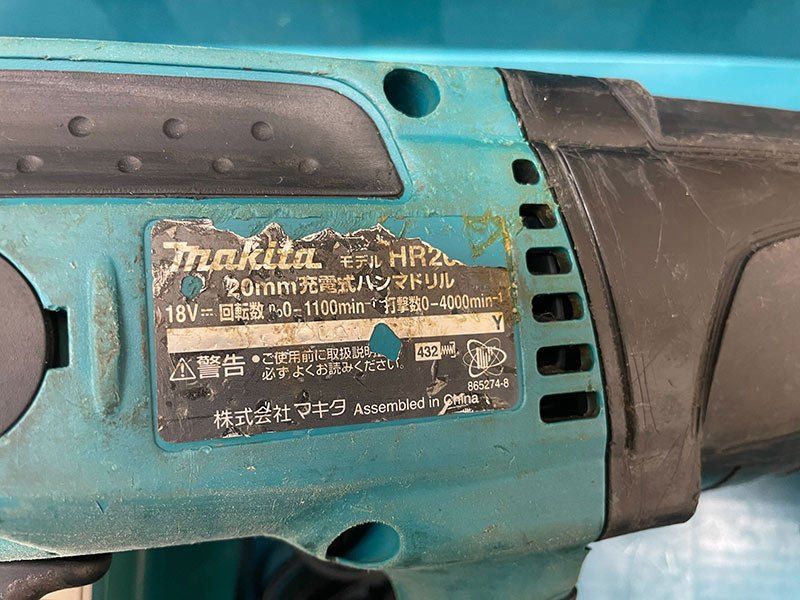 makita モデル HR20
20mm充電式ハンマドリル
18V⎓ 回転数 n₀0-1100min⁻¹ 打撃数0-4000min⁻¹
Y
⚠警告 ・ご使用前に取扱説
必ずよくお読みください。
432
865274-8
株式会社マキタ Assembled in China